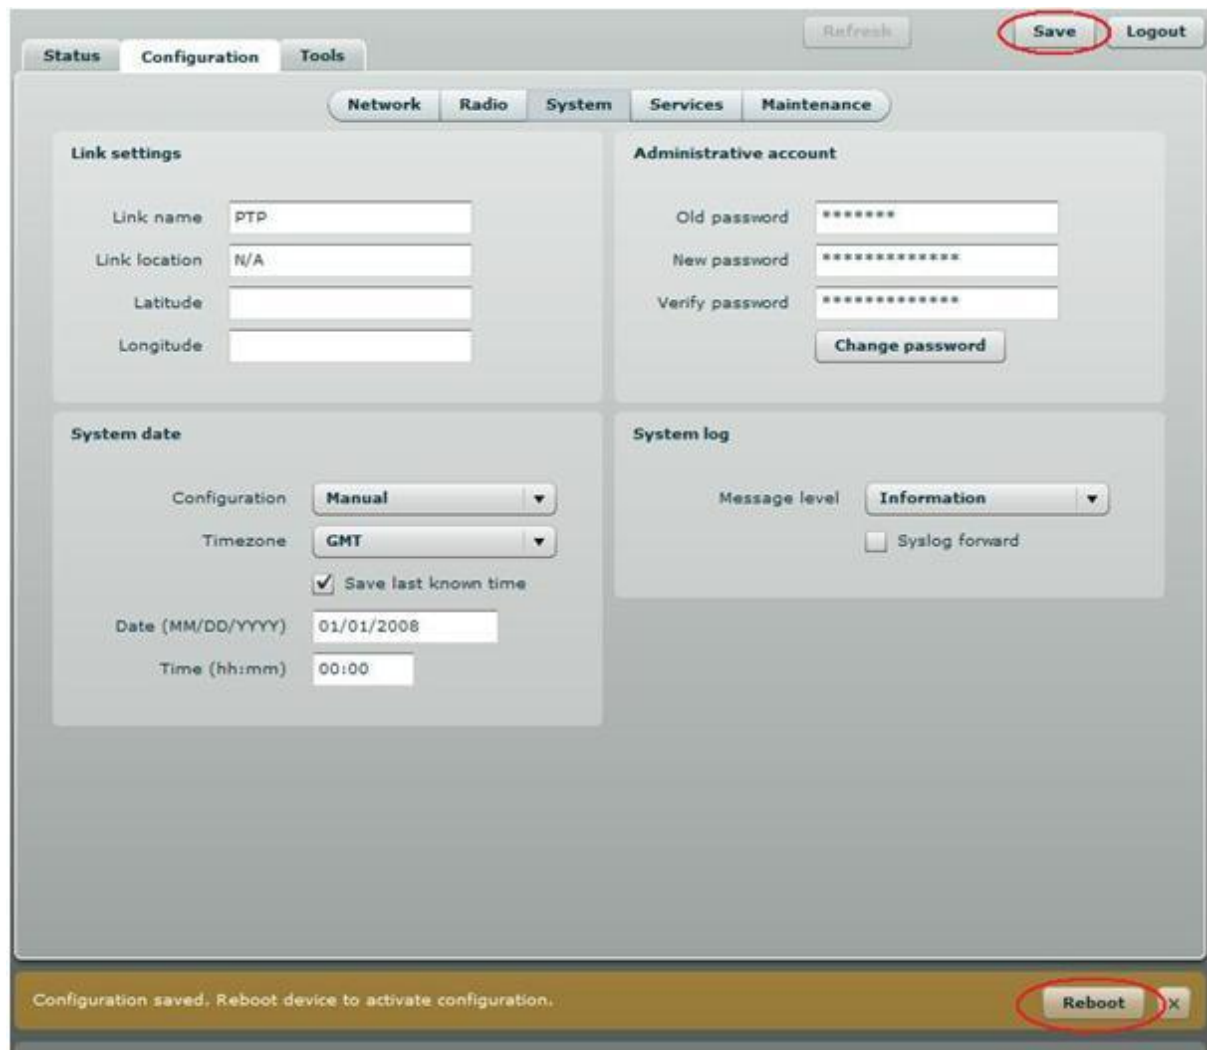 Refresh Save Logout
Status Configuration Tools
Network Radio System Services Maintenance
Link settings
Link name PTP
Link location N/A
Latitude
Longitude
Administrative account
Old password *******
New password *************
Verify password *************
Change password
System date
Configuration Manual
Timezone GMT
Save last known time
Date (MM/DD/YYYY) 01/01/2008
Time (hh:mm) 00:00
System log
Message level Information
Syslog forward
Configuration saved. Reboot device to activate configuration. Reboot x